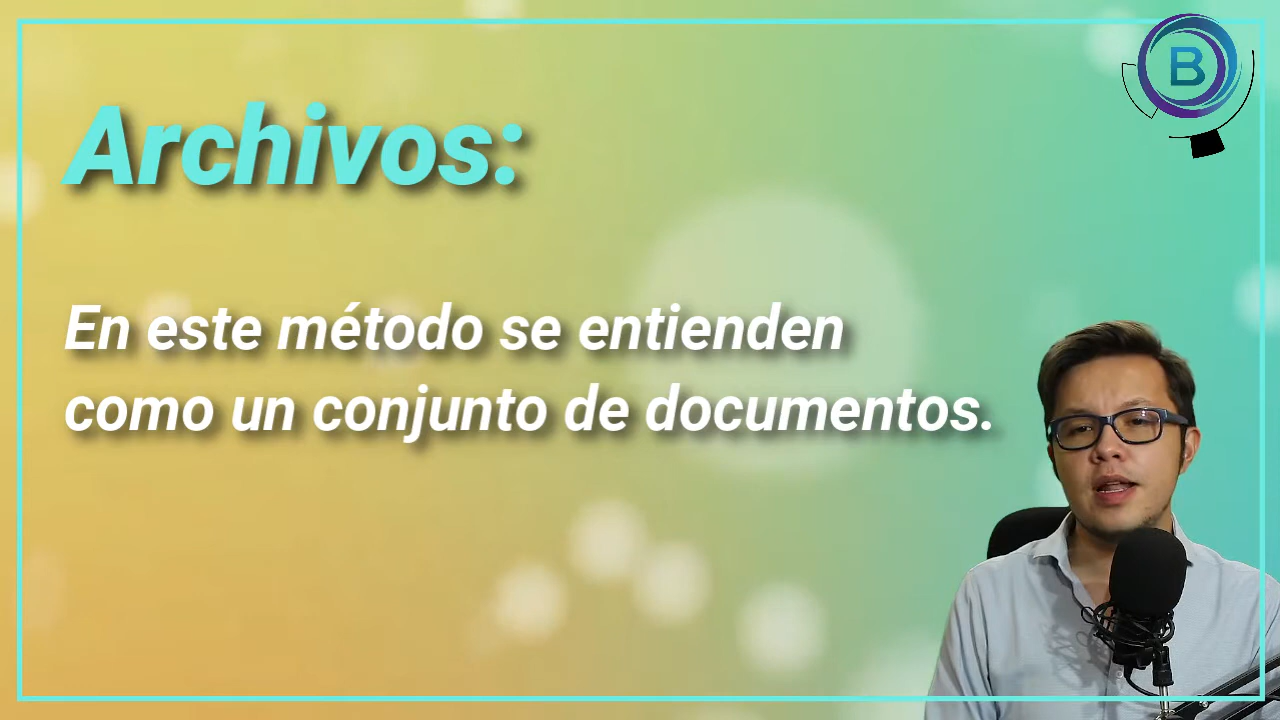 B
Archivos:
En este método se entienden
como un conjunto de documentos.